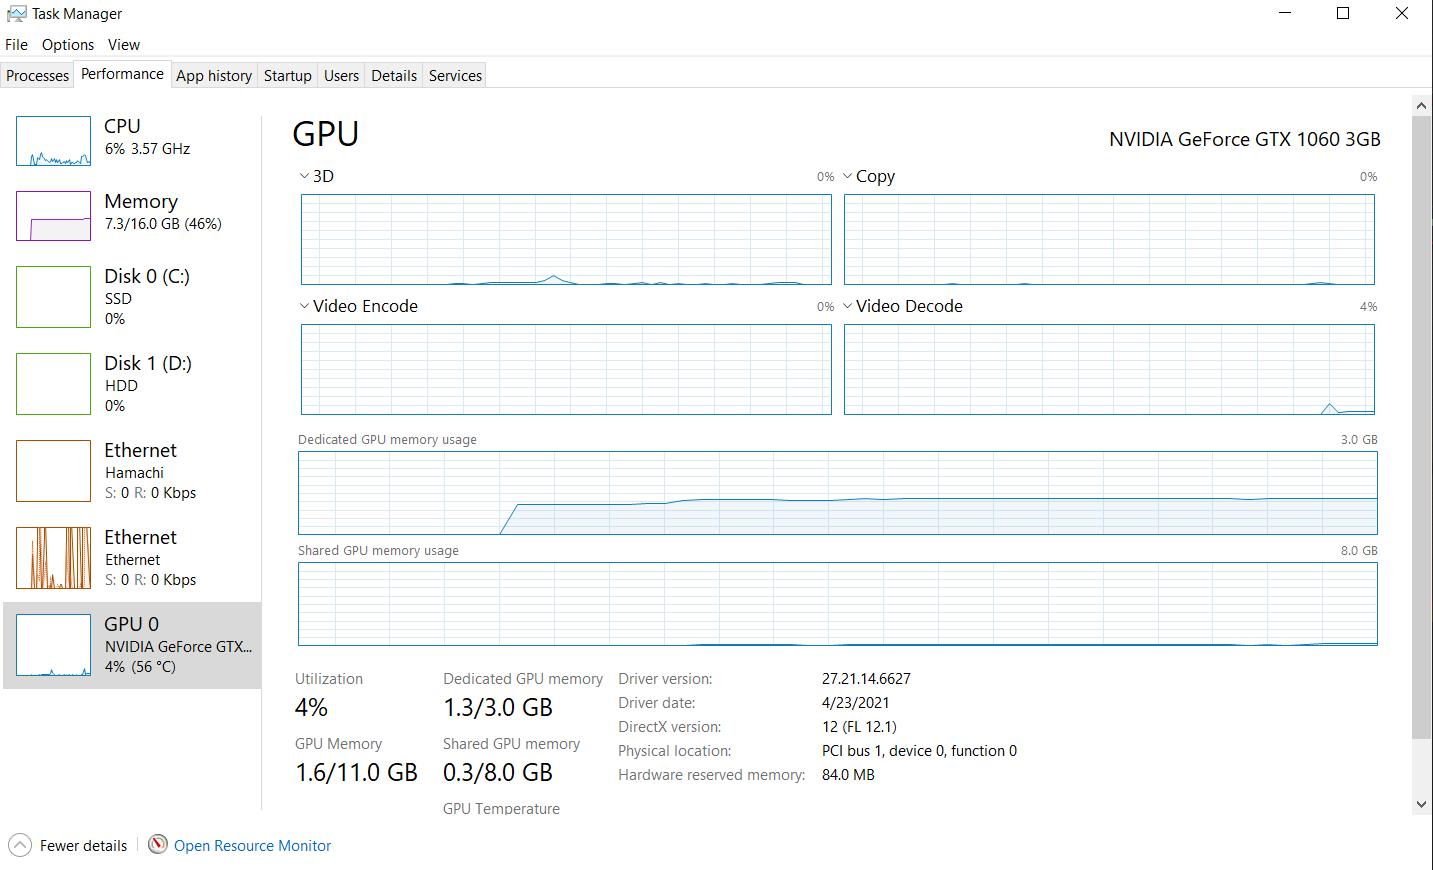 Task Manager
File Options View
Processes Performance App history Startup Users Details Services
CPU
6% 3.57 GHz
Memory
7.3/16.0 GB (46%)
Disk 0 (C:)
SSD
0%
Disk 1 (D:)
HDD
0%
Ethernet
Hamachi
S: 0 R: 0 Kbps
Ethernet
Ethernet
S: 0 R: 0 Kbps
GPU 0
NVIDIA GeForce GTX...
4% (56 °C)
GPU NVIDIA GeForce GTX 1060 3GB
3D 0% Copy 0%
Video Encode 0% Video Decode 4%
Dedicated GPU memory usage 3.0 GB
Shared GPU memory usage 8.0 GB
Utilization
4%
GPU Memory
1.6/11.0 GB
Dedicated GPU memory
1.3/3.0 GB
Shared GPU memory
0.3/8.0 GB
GPU Temperature
Driver version: 27.21.14.6627
Driver date: 4/23/2021
DirectX version: 12 (FL 12.1)
Physical location: PCI bus 1, device 0, function 0
Hardware reserved memory: 84.0 MB
Fewer details Open Resource Monitor